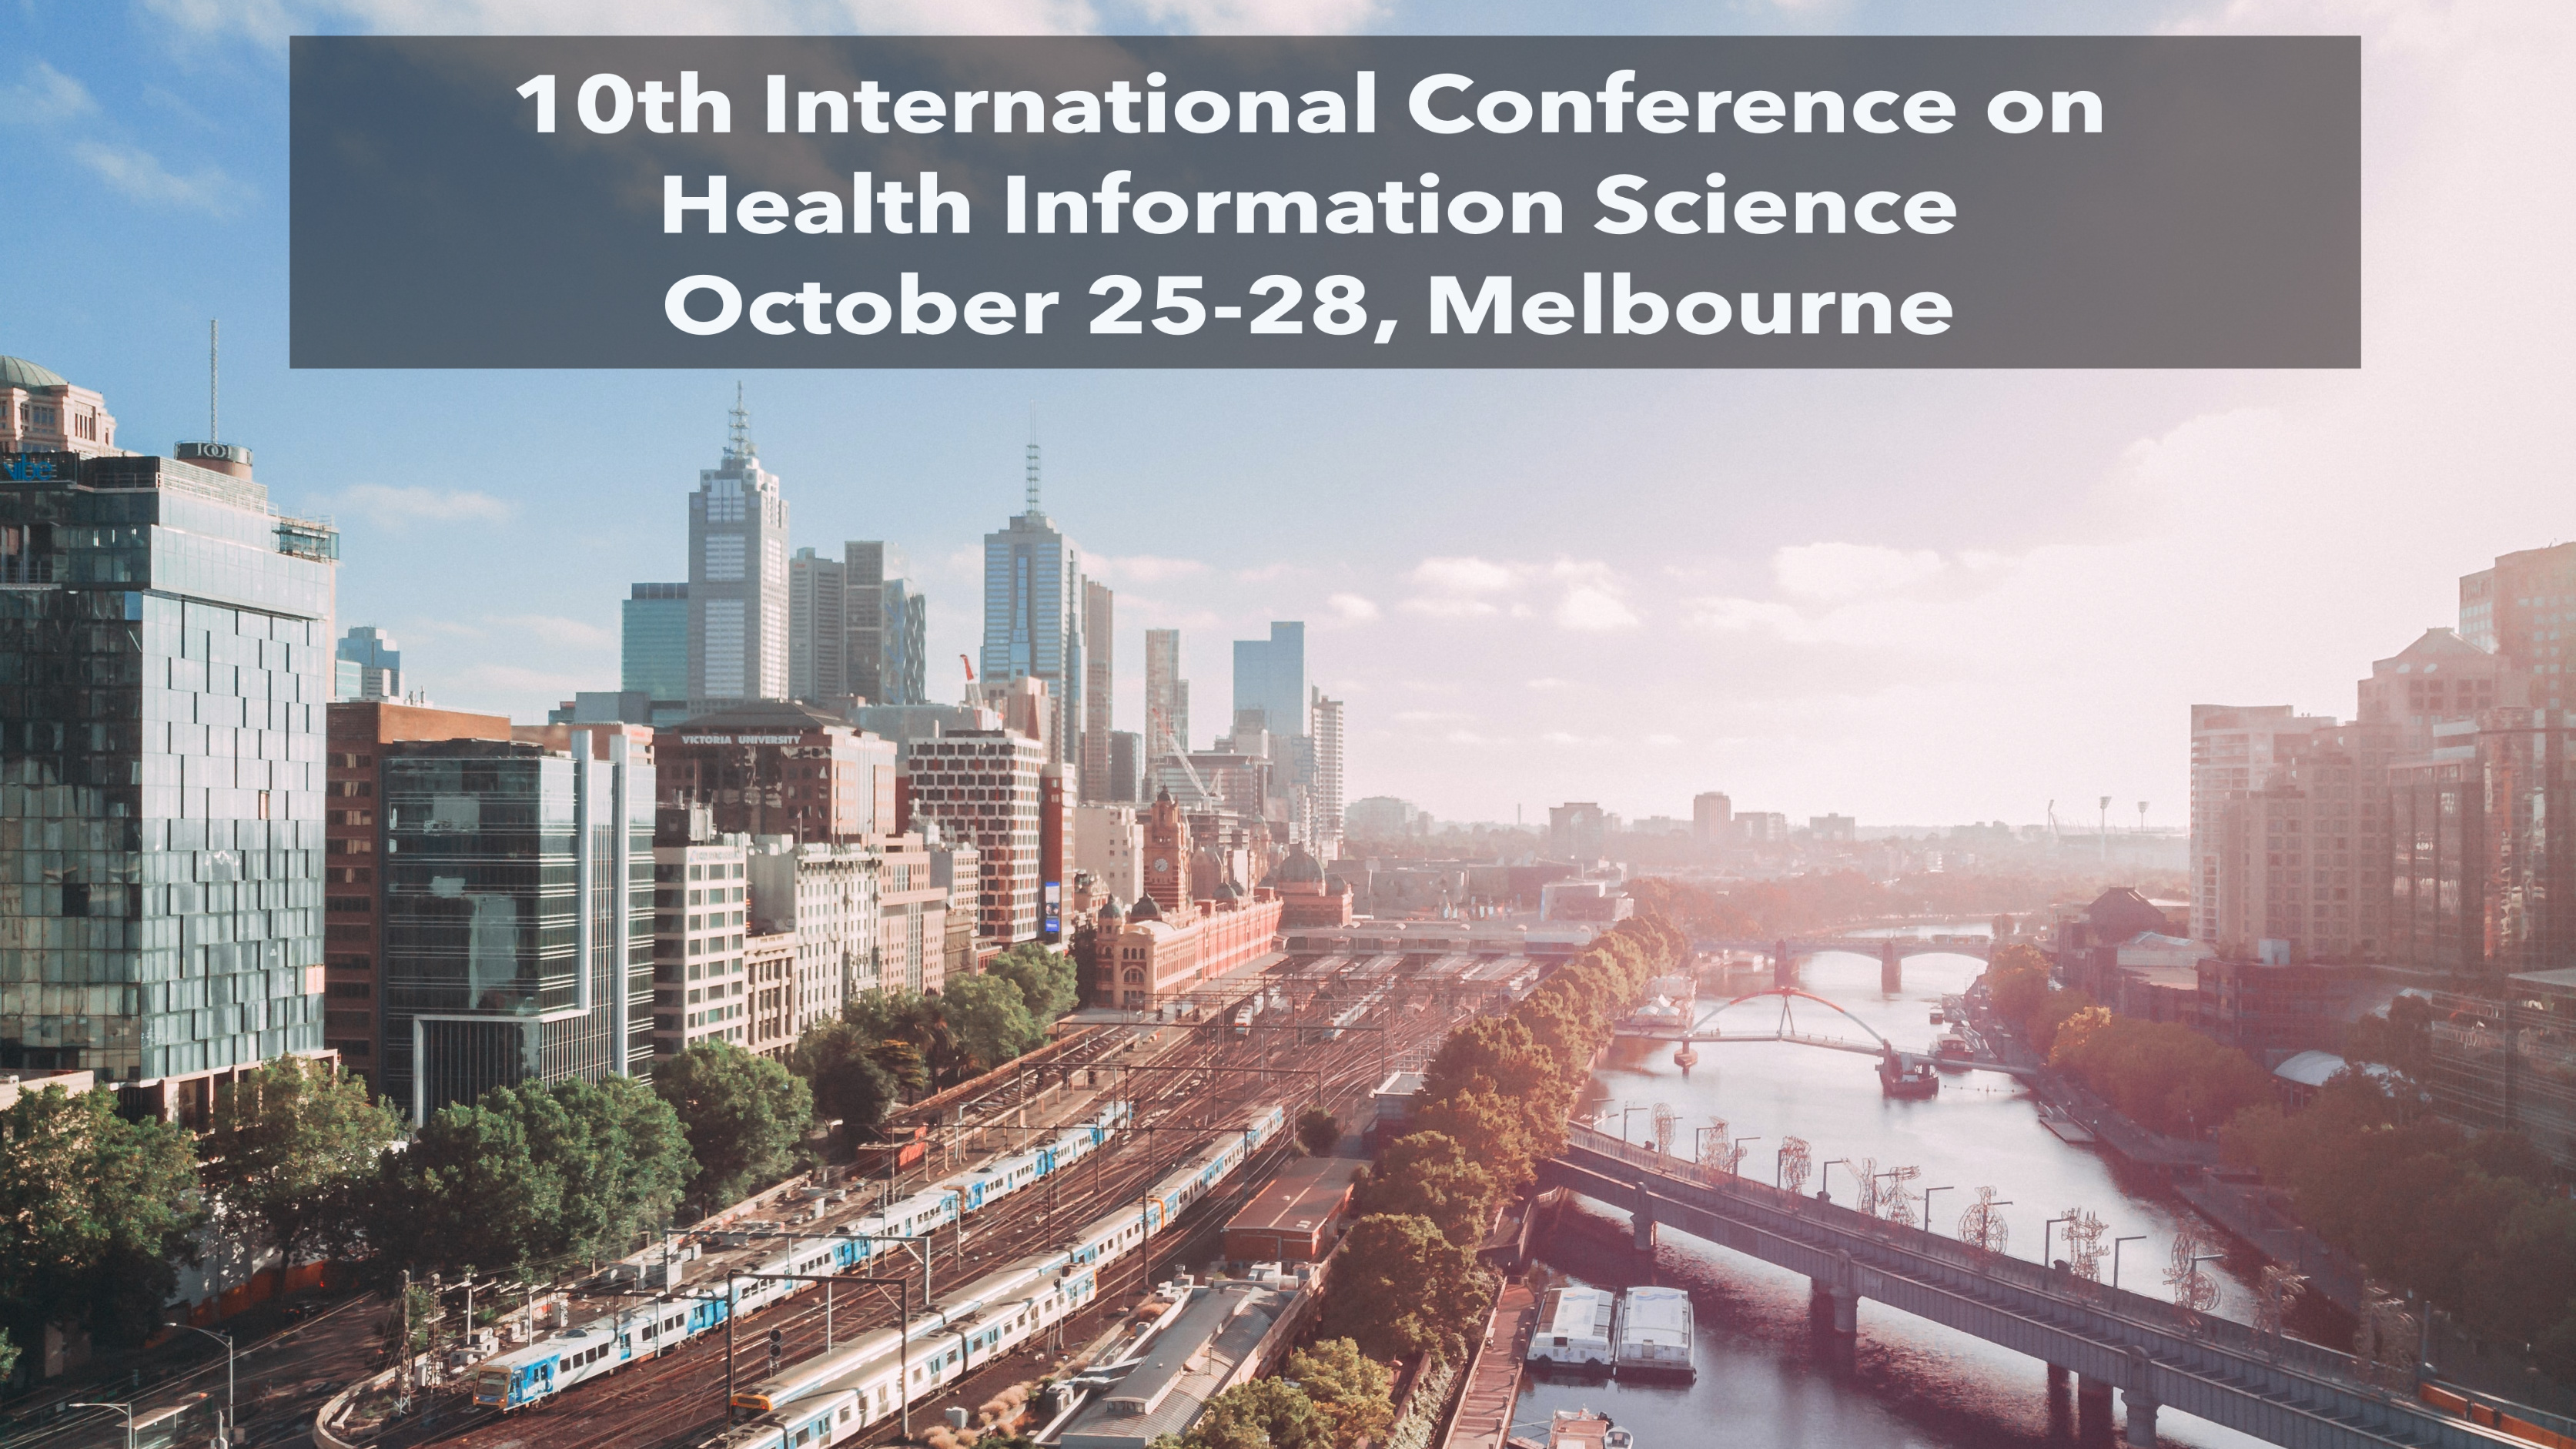 10th International Conference on
Health Information Science
October 25-28, Melbourne
VICTORIA UNIVERSITY